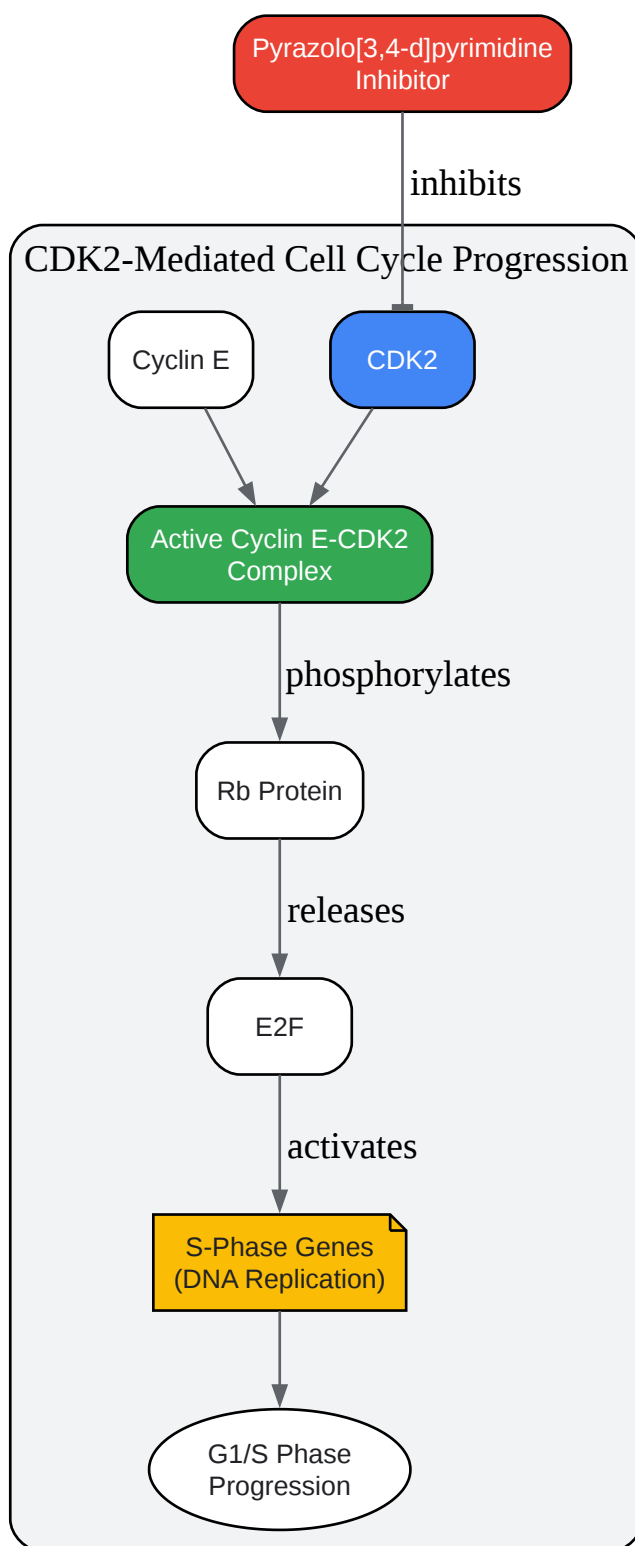 Pyrazolo[3,4-d]pyrimidine
Inhibitor
inhibits
CDK2-Mediated Cell Cycle Progression
Cyclin E
CDK2
Active Cyclin E-CDK2
Complex
phosphorylates
Rb Protein
releases
E2F
activates
S-Phase Genes
(DNA Replication)
G1/S Phase
Progression